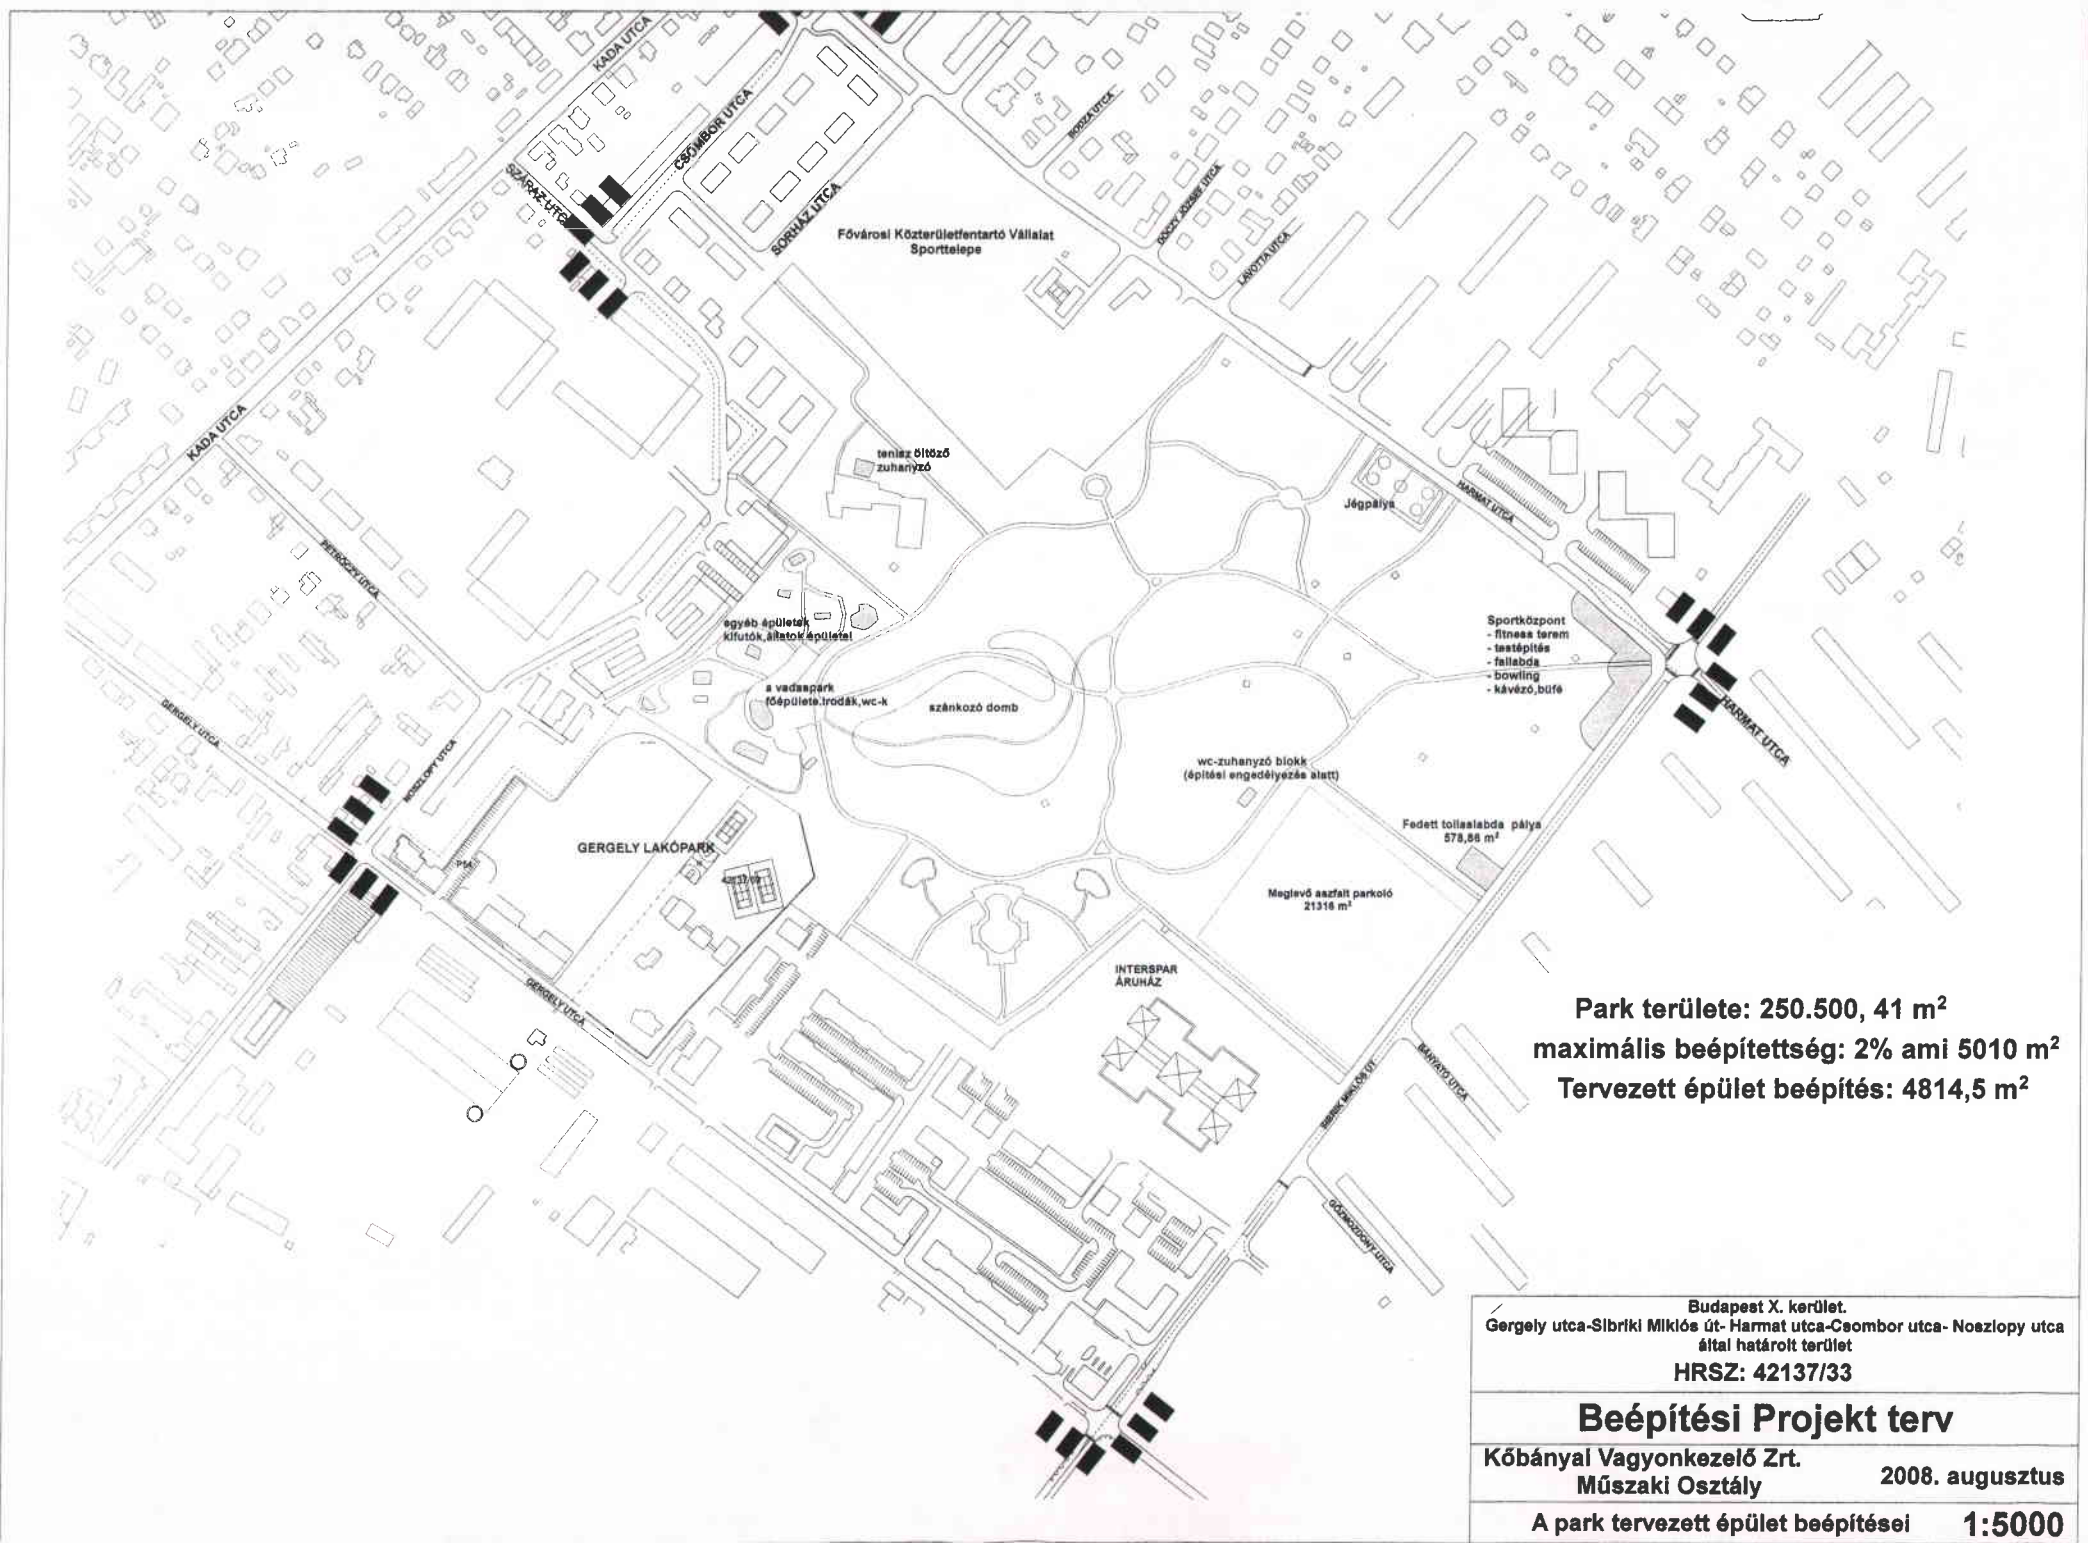 KADA UTCA
CSOMBOR UTCA
SZÁRAZ UTCA
SORHÁZ UTCA
BODZA UTCA
DÓCZY JÓZSEF UTCA
LAVOTTA UTCA
Fővárosi Közterületfentartó Vállalat
Sporttelepe
KADA UTCA
tenisz öltöző
zuhanyzó
Jégpálya
HARMAT UTCA
PETRŐCZY UTCA
egyéb épületek
kifutók,állatok épületei
Sportközpont
- fitness terem
- testépítés
- fallabda
- bowling
- kávézó,büfé
a vadaspark
főépülete,irodák,wc-k
szánkozó domb
GERGELY UTCA
NOSZLOPY UTCA
HARMAT UTCA
wc-zuhanyzó blokk
(építési engedélyezés alatt)
Fedett tollaslabda pálya
578,86 m²
GERGELY LAKÓPARK
Meglevő aszfalt parkoló
21316 m²
INTERSPAR
ÁRUHÁZ
GERGELY UTCA
SIBRIK MIKLÓS ÚT
BÁNYATÓ UTCA
GŐZMOZDONY UTCA
Park területe: 250.500, 41 m²
maximális beépítettség: 2% ami 5010 m²
Tervezett épület beépítés: 4814,5 m²
Budapest X. kerület.
Gergely utca-Sibriki Miklós út- Harmat utca-Csombor utca- Noszlopy utca
által határolt terület
HRSZ: 42137/33
Beépítési Projekt terv
Kőbányai Vagyonkezelő Zrt.
Műszaki Osztály
2008. augusztus
A park tervezett épület beépítései
1:5000